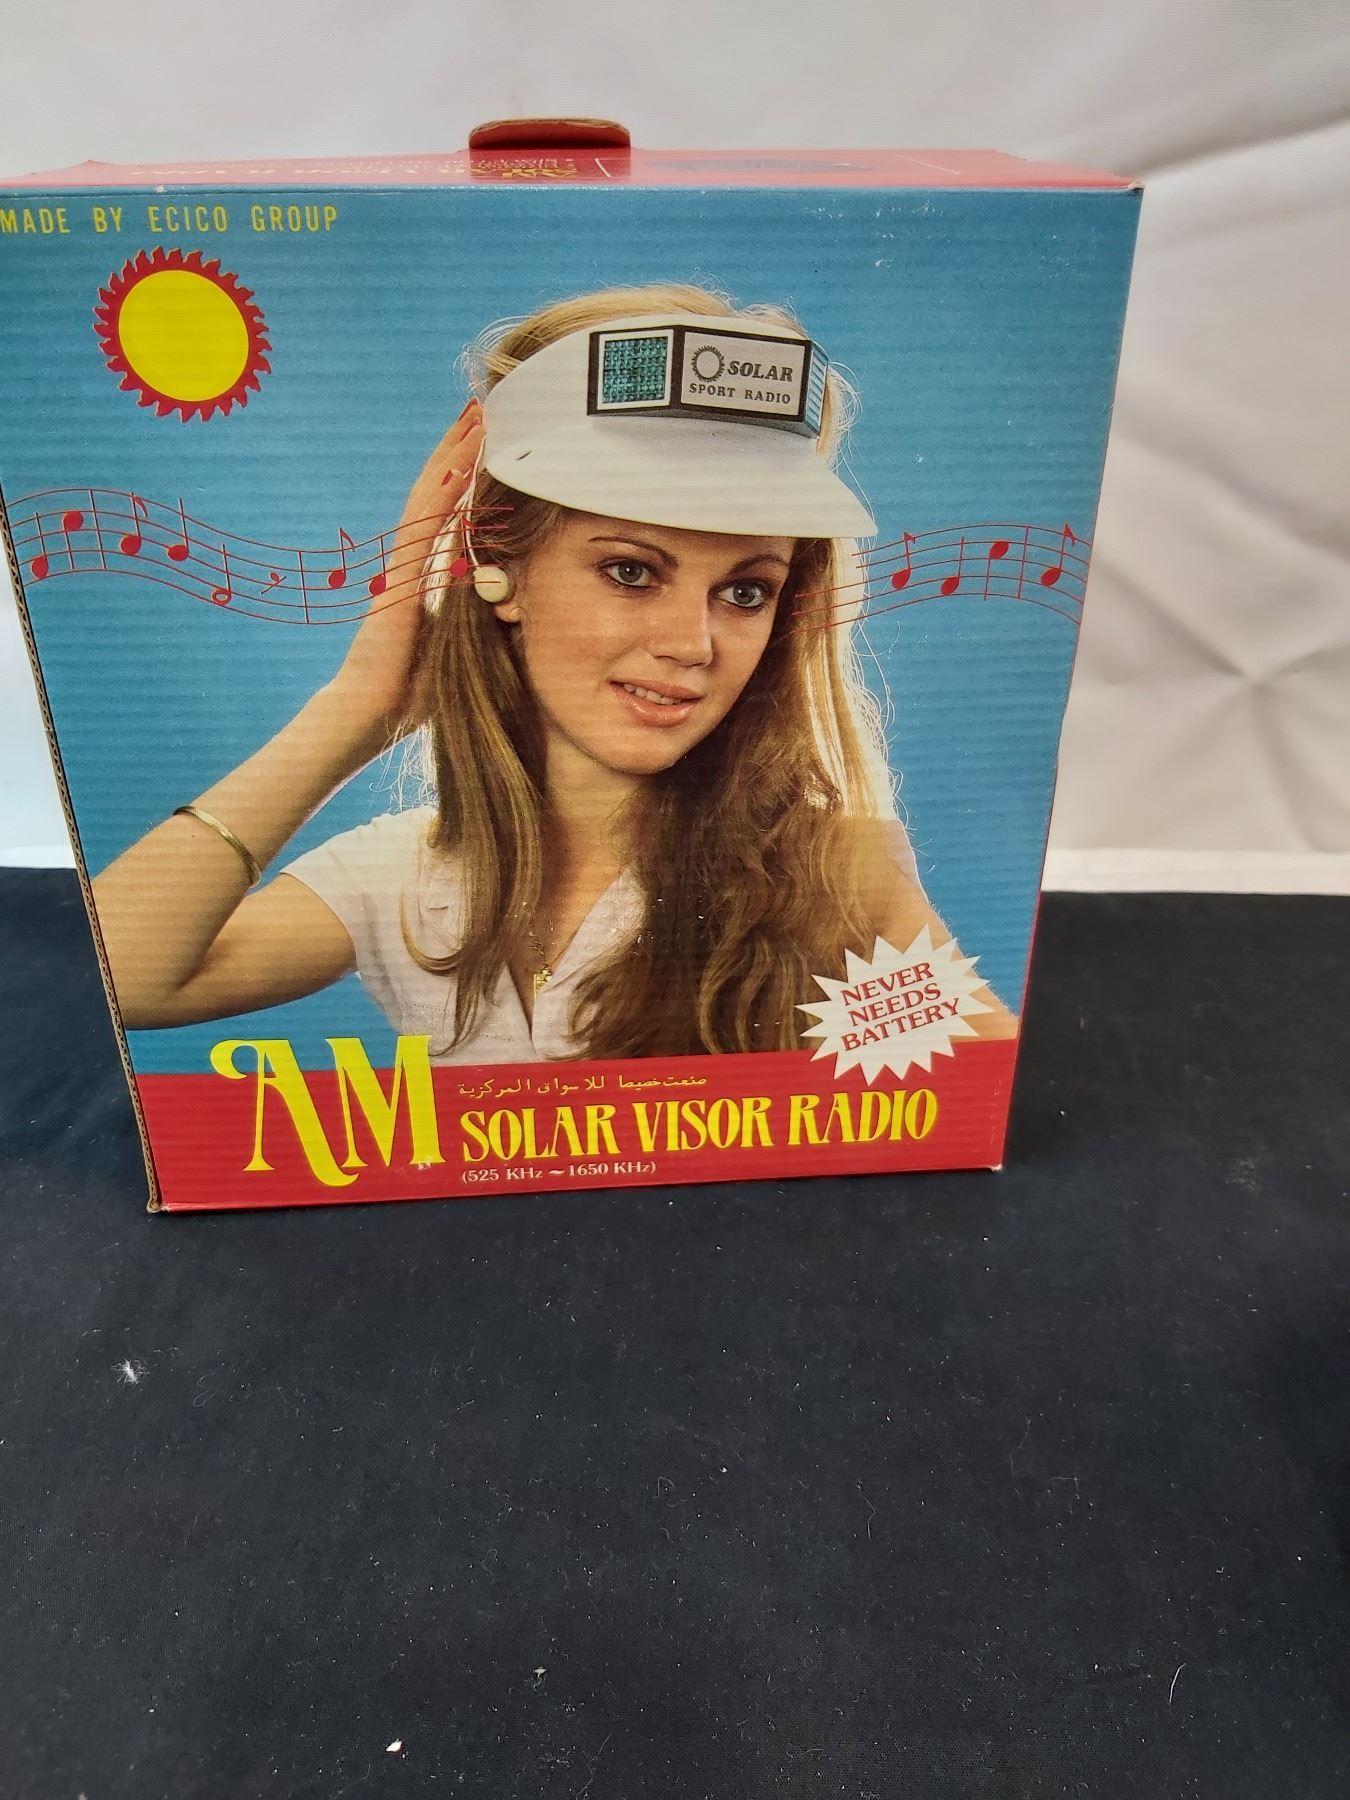 MADE BY ECICO GROUP
SOLAR
SPORT RADIO
NEVER
NEEDS
BATTERY
AM
صنعت خصيصا للاسواق المركزية
SOLAR VISOR RADIO
(525 KHz ~ 1650 KHz)